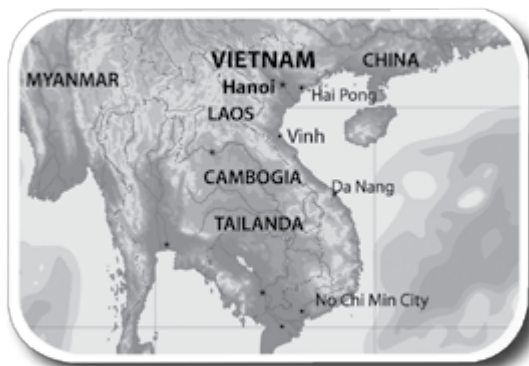 VIETNAM
CHINA
MYANMAR
Hanoi
Hai Pong
LAOS
Vinh
CAMBOGIA
Da Nang
TAILANDA
No Chi Min City